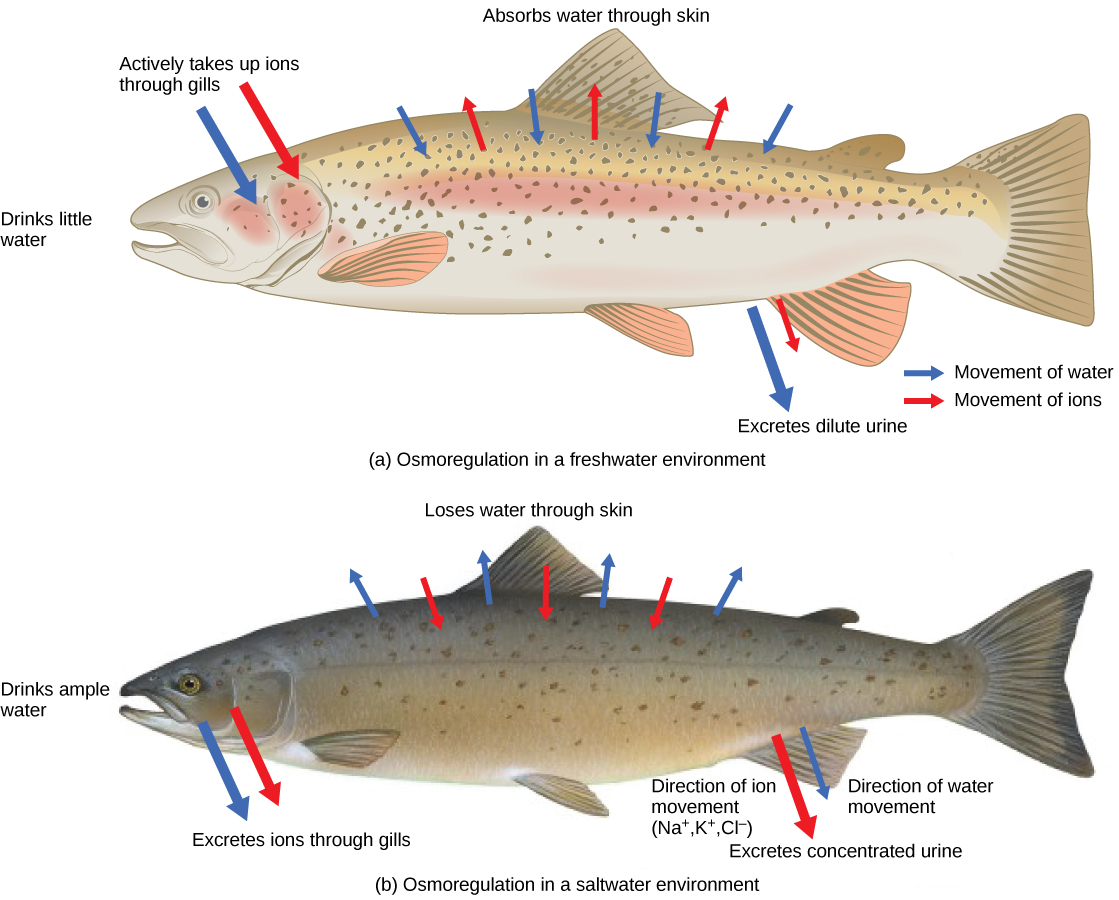 Absorbs water through skin
Actively takes up ions
through gills
Drinks little
water
Movement of water
Movement of ions
Excretes dilute urine
(a) Osmoregulation in a freshwater environment
Loses water through skin
Drinks ample
water
Direction of ion
movement
(Na⁺,K⁺,Cl⁻)
Direction of water
movement
Excretes ions through gills
Excretes concentrated urine
(b) Osmoregulation in a saltwater environment